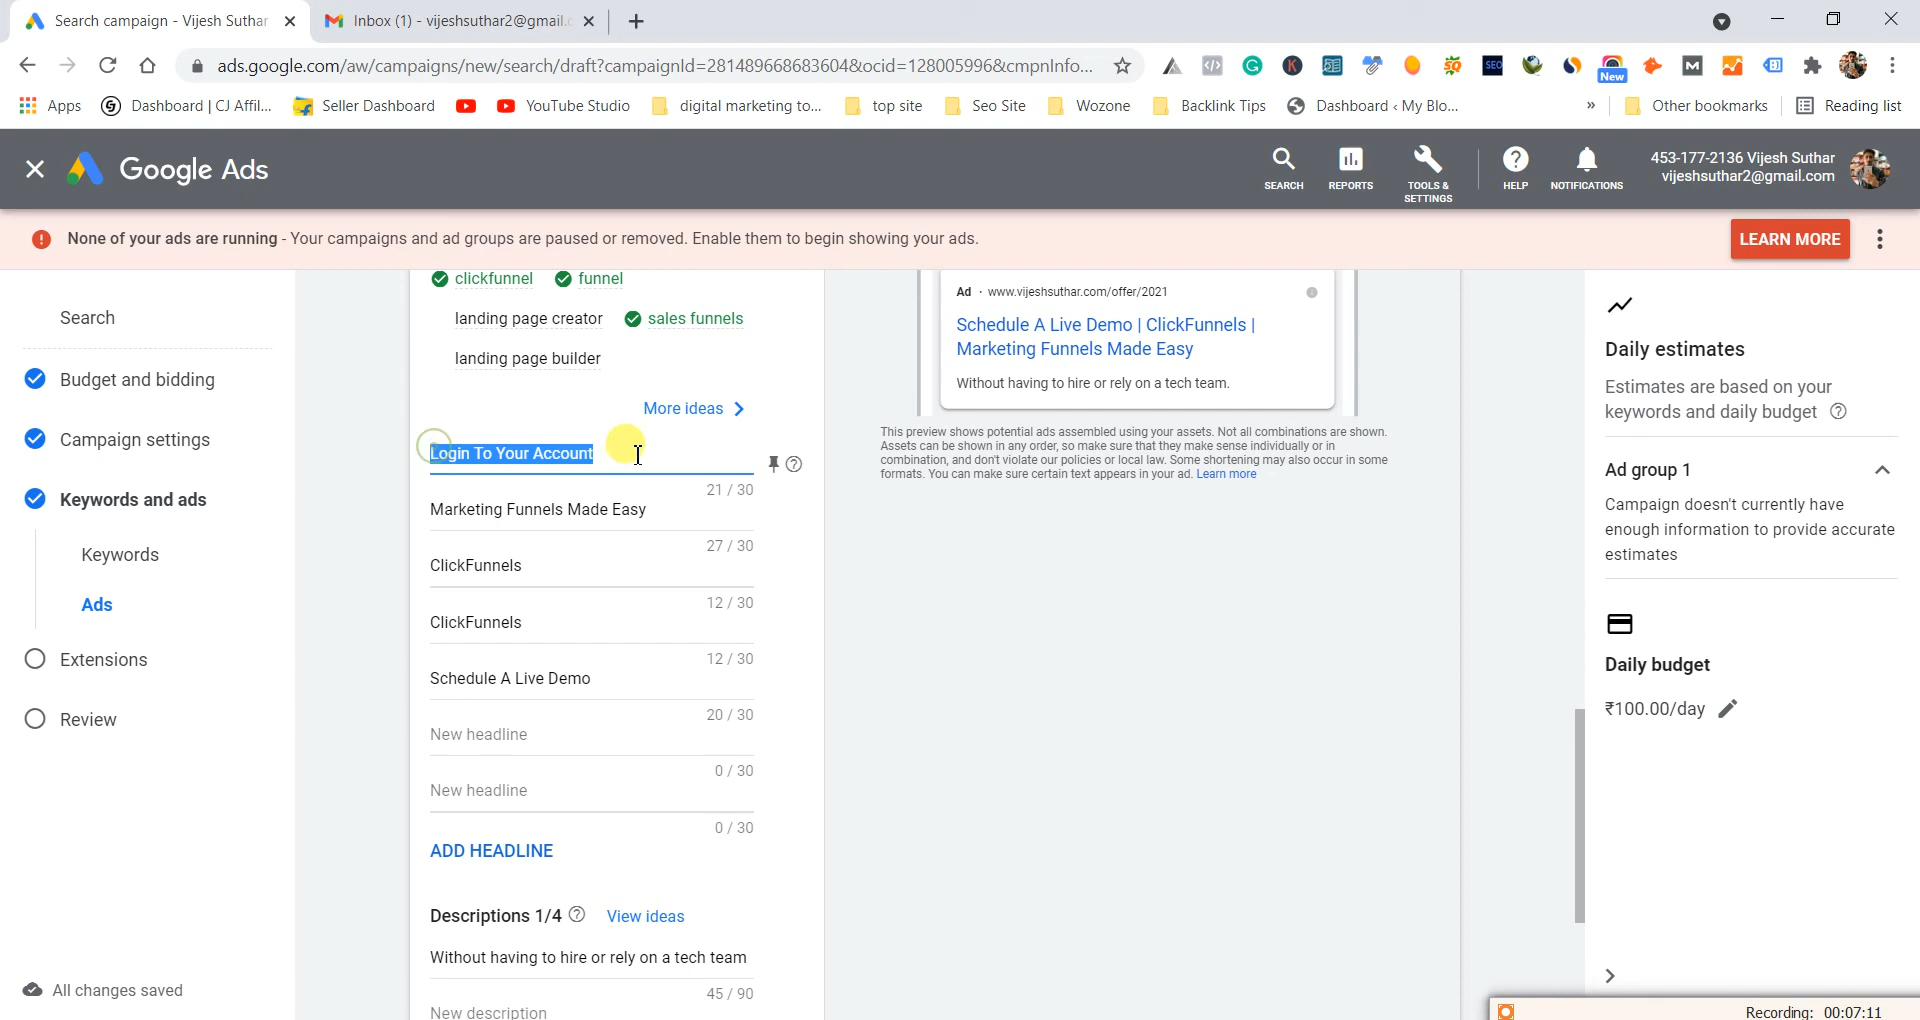 Search campaign - Vijesh Suthar
Inbox (1) - vijeshsuthar2@gmail.c
ads.google.com/aw/campaigns/new/search/draft?campaignId=281489668683604&ocid=128005996&cmpnInfo...
New
Apps
Dashboard | CJ Affil...
Seller Dashboard
YouTube Studio
digital marketing to...
top site
Seo Site
Wozone
Backlink Tips
Dashboard ‹ My Blo...
»
Other bookmarks
Reading list
Google Ads
SEARCH
REPORTS
TOOLS &
SETTINGS
HELP
NOTIFICATIONS
453-177-2136 Vijesh Suthar
vijeshsuthar2@gmail.com
None of your ads are running - Your campaigns and ad groups are paused or removed. Enable them to begin showing your ads.
LEARN MORE
Search
Budget and bidding
Campaign settings
Keywords and ads
Keywords
Ads
Extensions
Review
All changes saved
clickfunnel
funnel
landing page creator
sales funnels
landing page builder
More ideas
Login To Your Account
21 / 30
Marketing Funnels Made Easy
27 / 30
ClickFunnels
12 / 30
ClickFunnels
12 / 30
Schedule A Live Demo
20 / 30
New headline
0 / 30
New headline
0 / 30
ADD HEADLINE
Descriptions 1/4
View ideas
Without having to hire or rely on a tech team
45 / 90
New description
Ad · www.vijeshsuthar.com/offer/2021
Schedule A Live Demo | ClickFunnels |
Marketing Funnels Made Easy
Without having to hire or rely on a tech team.
This preview shows potential ads assembled using your assets. Not all combinations are shown.
Assets can be shown in any order, so make sure that they make sense individually or in
combination, and don't violate our policies or local law. Some shortening may also occur in some
formats. You can make sure certain text appears in your ad. Learn more
Daily estimates
Estimates are based on your
keywords and daily budget
Ad group 1
Campaign doesn't currently have
enough information to provide accurate
estimates
Daily budget
₹100.00/day
Recording: 00:07:11